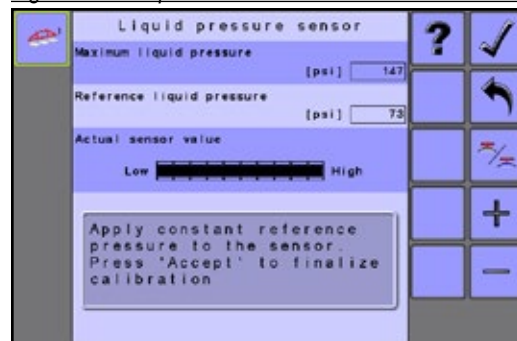 Liquid pressure sensor
?
Maximum liquid pressure
[psi] 147
Reference liquid pressure
[psi] 73
Actual sensor value
Low High
Apply constant reference
pressure to the sensor.
Press 'Accept' to finalize
calibration